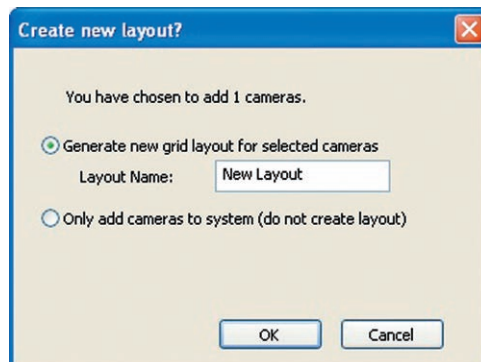 Create new layout?
You have chosen to add 1 cameras.
Generate new grid layout for selected cameras
Layout Name: New Layout
Only add cameras to system (do not create layout)
OK Cancel